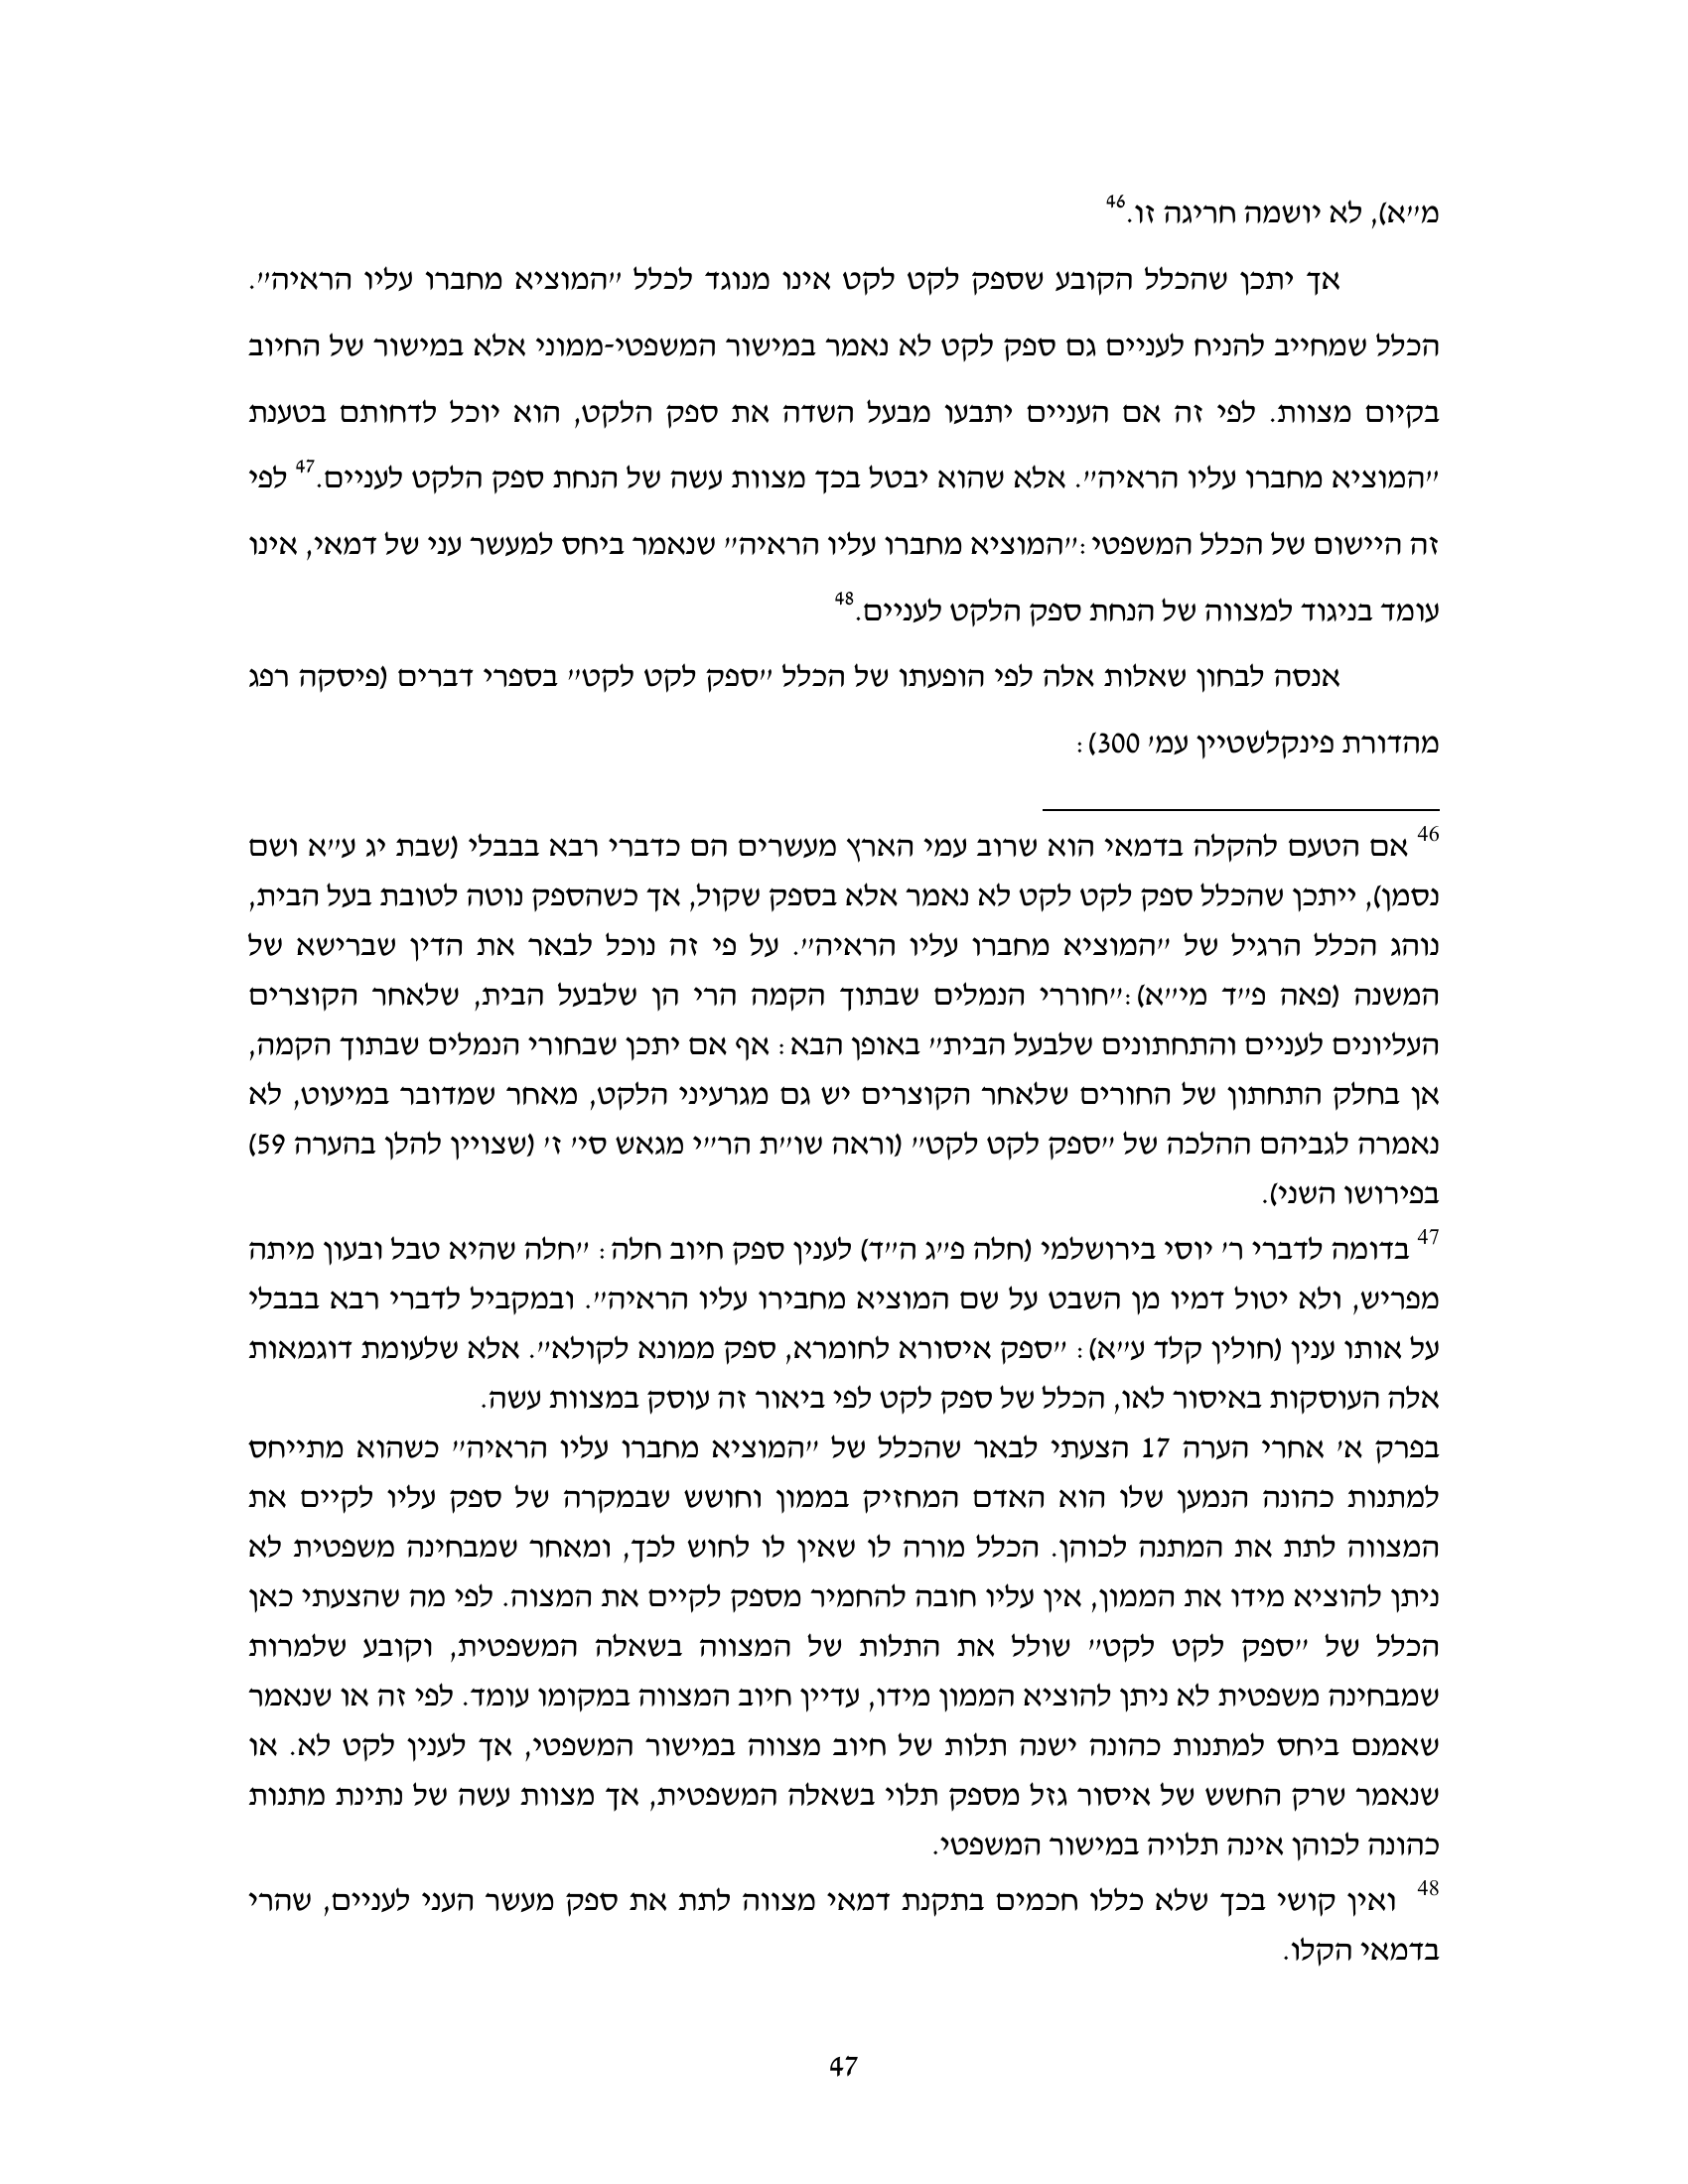 מ״א), לא יושמה חריגה זו.46
אך יתכן שהכלל הקובע שספק לקט לקט אינו מנוגד לכלל ״המוציא מחברו עליו הראיה״.
הכלל שמחייב להניח לעניים גם ספק לקט לא נאמר במישור המשפטי-ממוני אלא במישור של החיוב
בקיום מצוות. לפי זה אם העניים יתבעו מבעל השדה את ספק הלקט, הוא יוכל לדחותם בטענת
״המוציא מחברו עליו הראיה״. אלא שהוא יבטל בכך מצוות עשה של הנחת ספק הלקט לעניים.47 לפי
זה היישום של הכלל המשפטי:״המוציא מחברו עליו הראיה״ שנאמר ביחס למעשר עני של דמאי, אינו
עומד בניגוד למצווה של הנחת ספק הלקט לעניים.48
אנסה לבחון שאלות אלה לפי הופעתו של הכלל ״ספק לקט לקט״ בספרי דברים (פיסקה רפג
מהדורת פינקלשטיין עמ׳ 300):
46 אם הטעם להקלה בדמאי הוא שרוב עמי הארץ מעשרים הם כדברי רבא בבבלי (שבת יג ע״א ושם
נסמן), ייתכן שהכלל ספק לקט לקט לא נאמר אלא בספק שקול, אך כשהספק נוטה לטובת בעל הבית,
נוהג הכלל הרגיל של ״המוציא מחברו עליו הראיה״. על פי זה נוכל לבאר את הדין שברישא של
המשנה (פאה פ״ד מי״א):״חוררי הנמלים שבתוך הקמה הרי הן שלבעל הבית, שלאחר הקוצרים
העליונים לעניים והתחתונים שלבעל הבית״ באופן הבא: אף אם יתכן שבחורי הנמלים שבתוך הקמה,
או בחלק התחתון של החורים שלאחר הקוצרים יש גם מגרעיני הלקט, מאחר שמדובר במיעוט, לא
נאמרה לגביהם ההלכה של ״ספק לקט לקט״ (וראה שו״ת הר״י מגאש סי׳ ז׳ (שצויין להלן בהערה 59)
בפירושו השני).
47 בדומה לדברי ר׳ יוסי בירושלמי (חלה פ״ג ה״ד) לענין ספק חיוב חלה: ״חלה שהיא טבל ובעון מיתה
מפריש, ולא יטול דמיו מן השבט על שם המוציא מחבירו עליו הראיה״. ובמקביל לדברי רבא בבבלי
על אותו ענין (חולין קלד ע״א): ״ספק איסורא לחומרא, ספק ממונא לקולא״. אלא שלעומת דוגמאות
אלה העוסקות באיסור לאו, הכלל של ספק לקט לפי ביאור זה עוסק במצוות עשה.
בפרק א׳ אחרי הערה 17 הצעתי לבאר שהכלל של ״המוציא מחברו עליו הראיה״ כשהוא מתייחס
למתנות כהונה הנמען שלו הוא האדם המחזיק בממון וחושש שבמקרה של ספק עליו לקיים את
המצווה לתת את המתנה לכוהן. הכלל מורה לו שאין לו לחוש לכך, ומאחר שמבחינה משפטית לא
ניתן להוציא מידו את הממון, אין עליו חובה להחמיר מספק לקיים את המצוה. לפי מה שהצעתי כאן
הכלל של ״ספק לקט לקט״ שולל את התלות של המצווה בשאלה המשפטית, וקובע שלמרות
שמבחינה משפטית לא ניתן להוציא הממון מידו, עדיין חיוב המצווה במקומו עומד. לפי זה או שנאמר
שאמנם ביחס למתנות כהונה ישנה תלות של חיוב מצווה במישור המשפטי, אך לענין לקט לא. או
שנאמר שרק החשש של איסור גזל מספק תלוי בשאלה המשפטית, אך מצוות עשה של נתינת מתנות
כהונה לכוהן אינה תלויה במישור המשפטי.
48 ואין קושי בכך שלא כללו חכמים בתקנת דמאי מצווה לתת את ספק מעשר העני לעניים, שהרי
בדמאי הקלו.
47